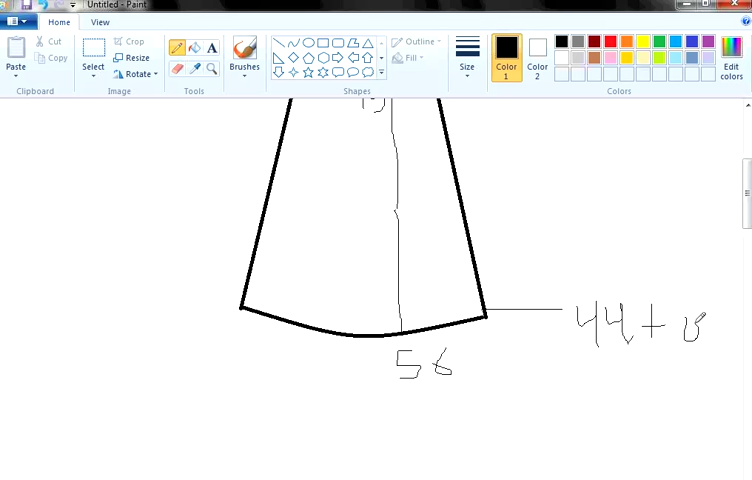 Untitled - Paint
Home View
Cut
Copy
Paste
Clipboard
Select
Crop
Resize
Rotate
Image
Tools
Brushes
Shapes
Outline
Fill
Size
Color 1
Color 2
Colors
Edit colors
44+
56